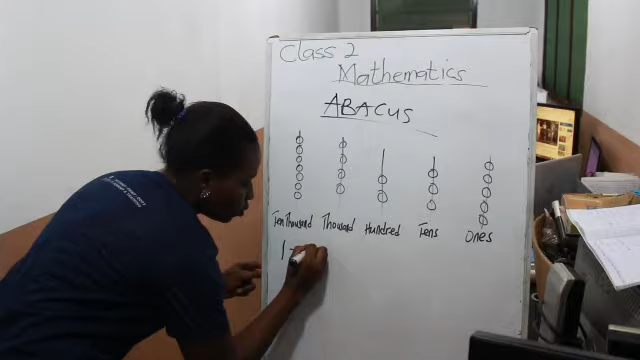 Class 2
Mathematics
ABACUS
Ten Thousand Thousand Hundred Tens Ones